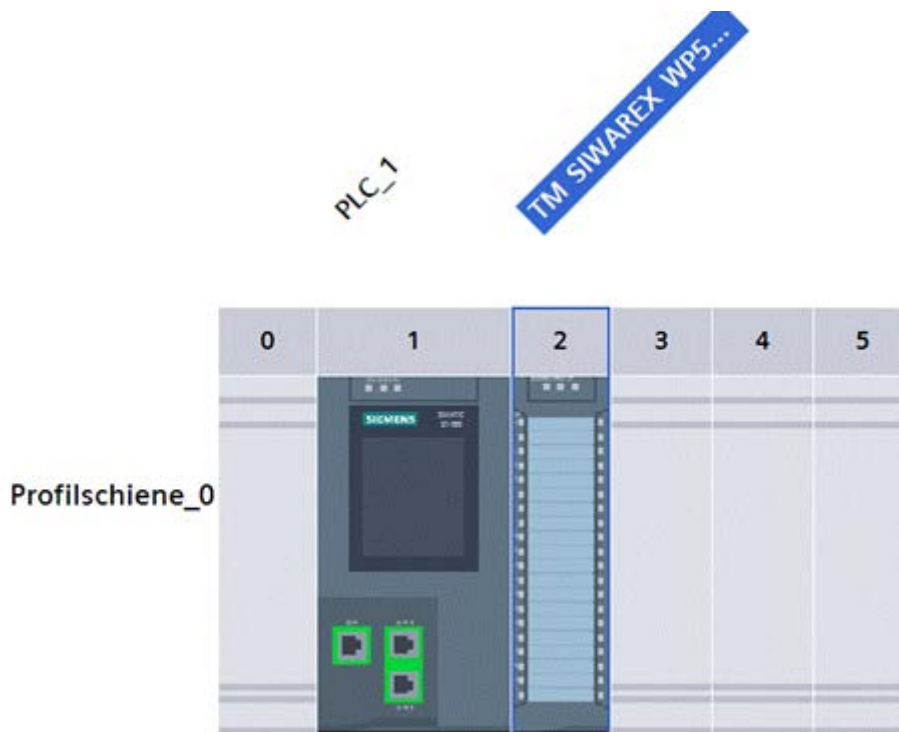 TM SIWAREX WP5...
PLC_1
0 1 2 3 4 5
SIEMENS
Profilschiene_0